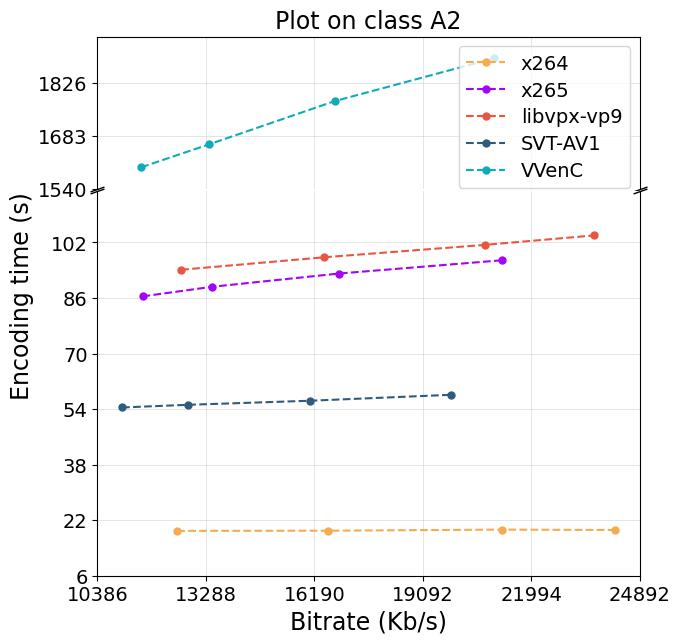 Plot on class A2
x264
x265
libvpx-vp9
SVT-AV1
VVenC
1826
1683
1540
102
86
70
54
38
22
6
Encoding time (s)
10386 13288 16190 19092 21994 24892
Bitrate (Kb/s)